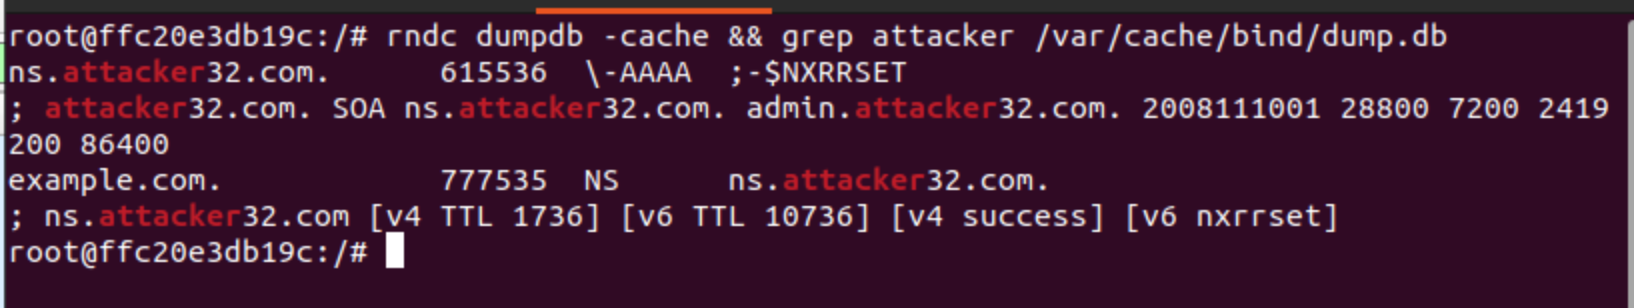 root@ffc20e3db19c:/# rndc dumpdb -cache && grep attacker /var/cache/bind/dump.db
ns.attacker32.com.      615536  \-AAAA  ;-$NXRRSET
; attacker32.com. SOA ns.attacker32.com. admin.attacker32.com. 2008111001 28800 7200 2419
200 86400
example.com.            777535  NS      ns.attacker32.com.
; ns.attacker32.com [v4 TTL 1736] [v6 TTL 10736] [v4 success] [v6 nxrrset]
root@ffc20e3db19c:/#